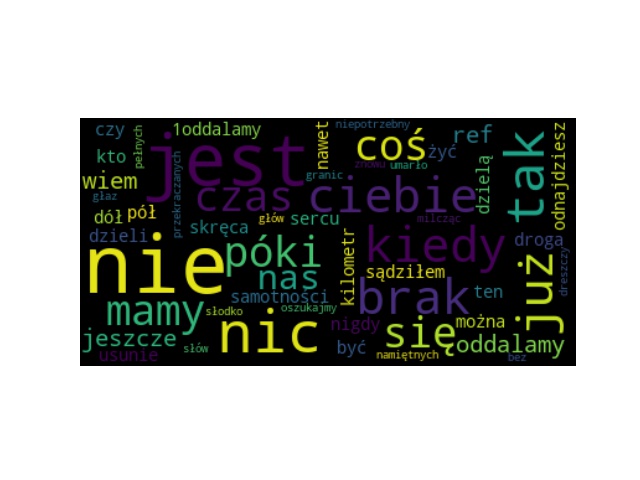 czy
1oddalamy
nawet
niepotrzebny
coś
ref
tak
odnajdziesz
kto
pełnych
jest
żyć
znowu
umarło
dzielą
wiem
granic
głaz
przekraczanych
czas
ciebie
dół
pół
głów
sercu
milcząc
dzieli
skręca
kilometr
kiedy
droga
dreszczy
nie
póki
nas
sądziłem
już
samotności
brak
ten
mamy
słodko
oszukajmy
nic
nigdy
się
można
jeszcze
oddalamy
usunie
słów
być
namiętnych
bez